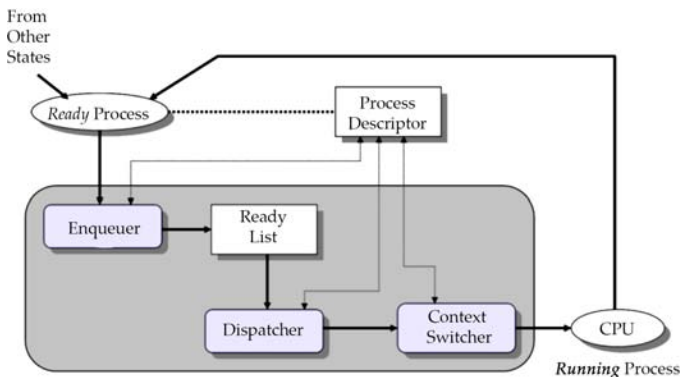 From
Other
States
Ready Process
Process
Descriptor
Enqueuer
Ready
List
Dispatcher
Context
Switcher
CPU
Running Process